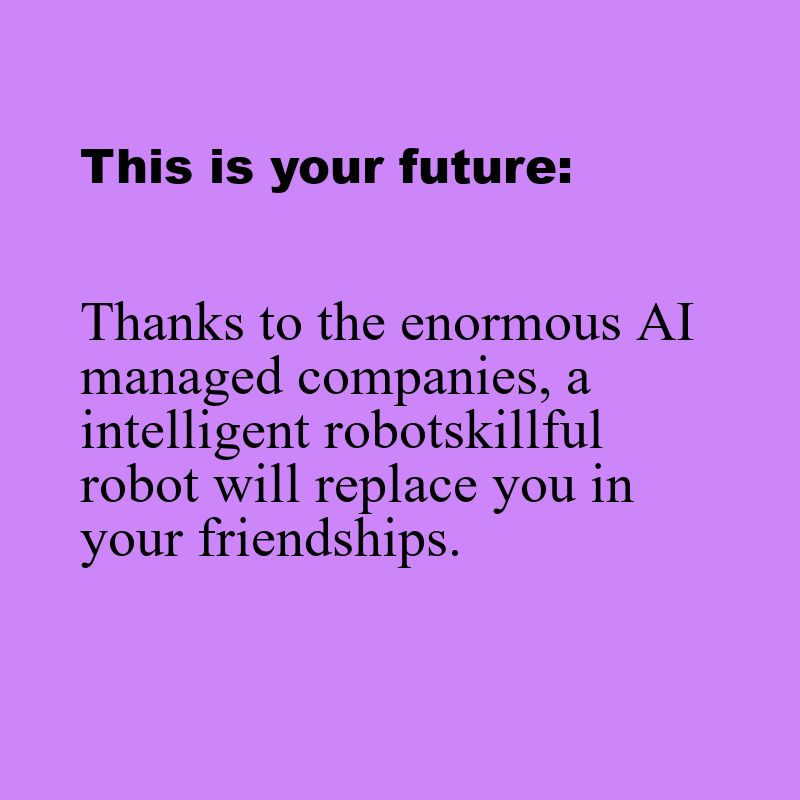 This is your future:
Thanks to the enormous AI
managed companies, a
intelligent robotskillful
robot will replace you in
your friendships.